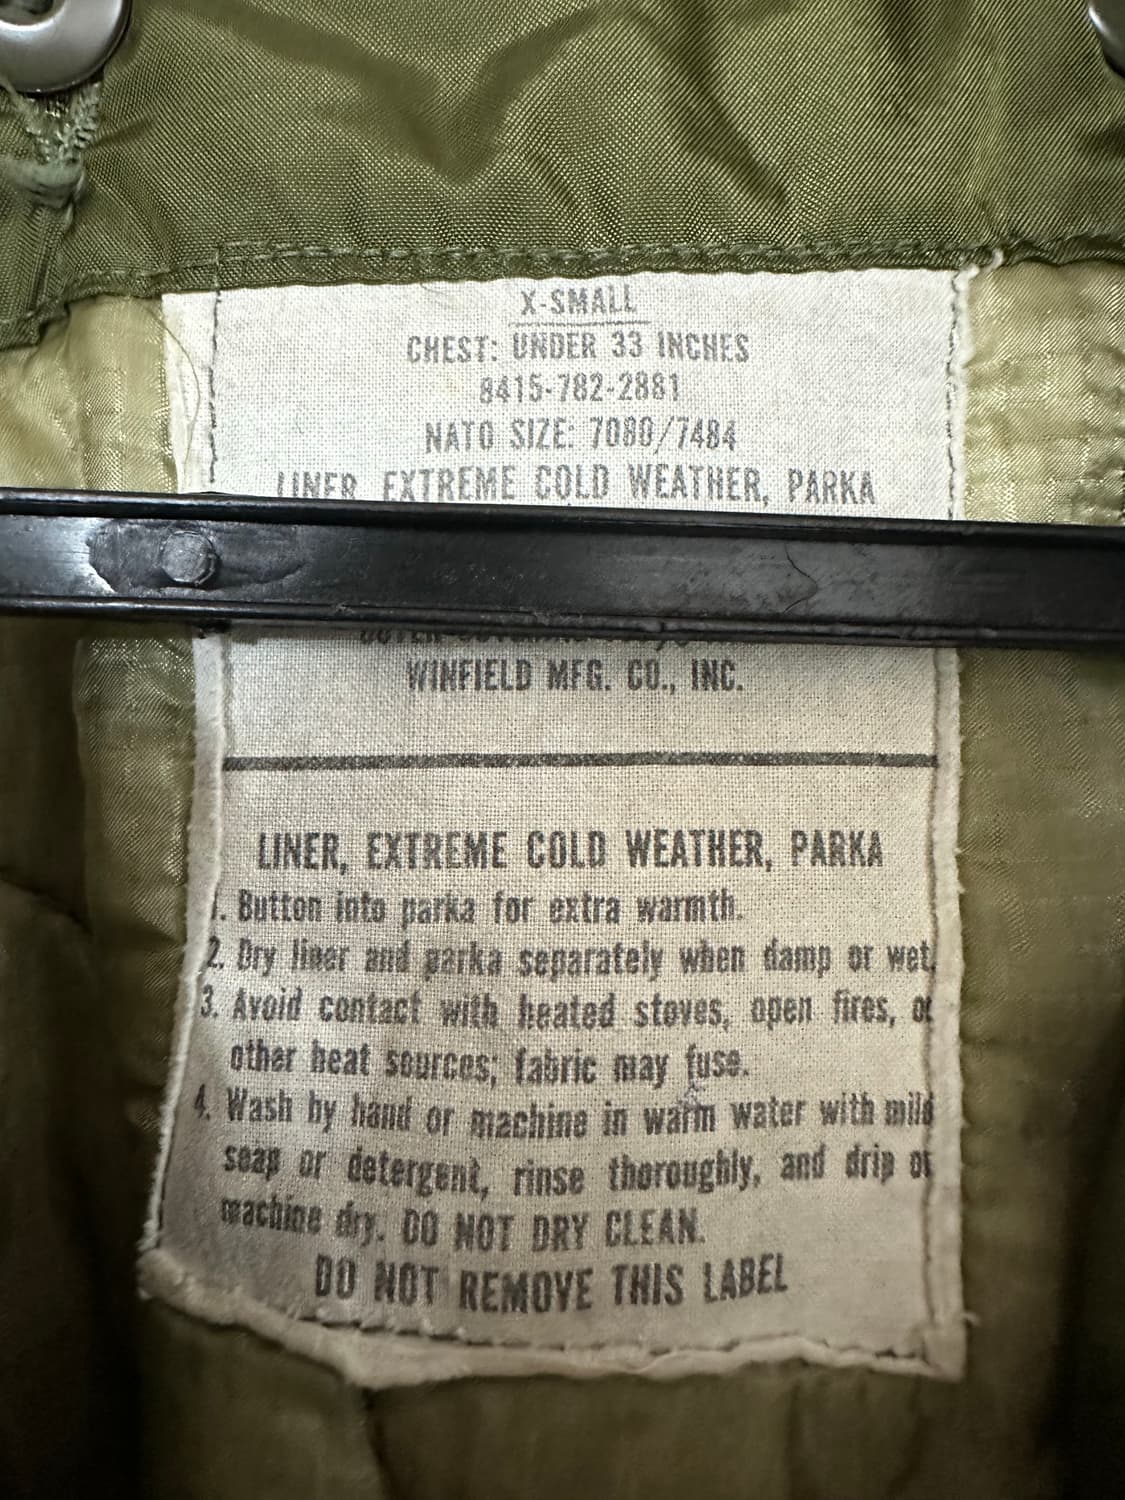 X-SMALL
CHEST: UNDER 33 INCHES
8415-782-2881
NATO SIZE: 7080/7484
LINER, EXTREME COLD WEATHER, PARKA
WINFIELD MFG. CO., INC.
LINER, EXTREME COLD WEATHER, PARKA
1. Button into parka for extra warmth.
2. Dry liner and parka separately when damp or wet.
3. Avoid contact with heated stoves, open fires, or
other heat sources; fabric may fuse.
4. Wash by hand or machine in warm water with mild
soap or detergent, rinse thoroughly, and drip or
machine dry. DO NOT DRY CLEAN.
DO NOT REMOVE THIS LABEL